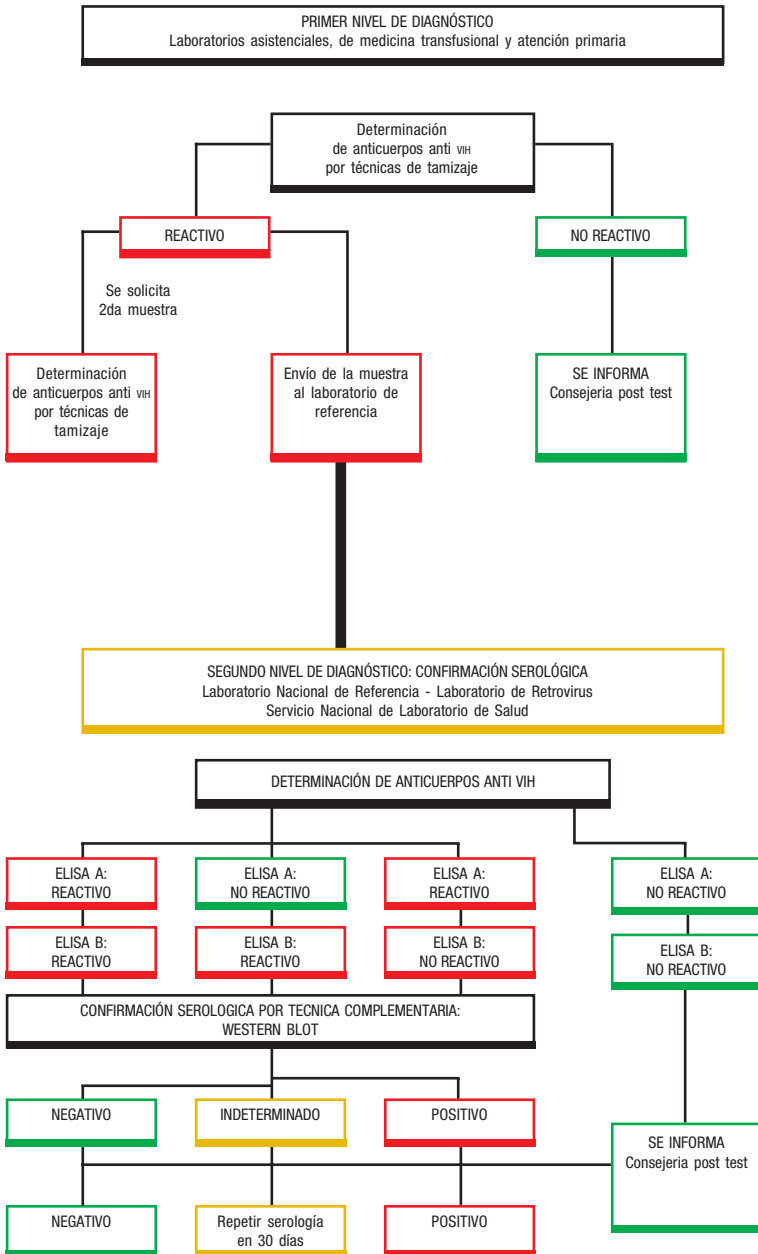 PRIMER NIVEL DE DIAGNÓSTICO
Laboratorios asistenciales, de medicina transfusional y atención primaria
Determinación
de anticuerpos anti VIH
por técnicas de tamizaje
REACTIVO
NO REACTIVO
Se solicita
2da muestra
Determinación
de anticuerpos anti VIH
por técnicas de
tamizaje
Envío de la muestra
al laboratorio de
referencia
SE INFORMA
Consejeria post test
SEGUNDO NIVEL DE DIAGNÓSTICO: CONFIRMACIÓN SEROLÓGICA
Laboratorio Nacional de Referencia - Laboratorio de Retrovirus
Servicio Nacional de Laboratorio de Salud
DETERMINACIÓN DE ANTICUERPOS ANTI VIH
ELISA A:
REACTIVO
ELISA A:
NO REACTIVO
ELISA A:
REACTIVO
ELISA A:
NO REACTIVO
ELISA B:
REACTIVO
ELISA B:
REACTIVO
ELISA B:
NO REACTIVO
ELISA B:
NO REACTIVO
CONFIRMACIÓN SEROLOGICA POR TECNICA COMPLEMENTARIA:
WESTERN BLOT
NEGATIVO
INDETERMINADO
POSITIVO
SE INFORMA
Consejeria post test
NEGATIVO
Repetir serología
en 30 días
POSITIVO